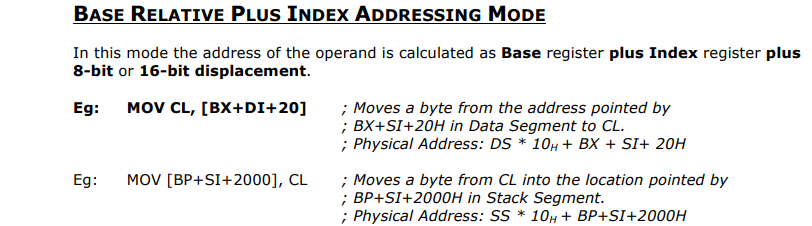 BASE RELATIVE PLUS INDEX ADDRESSING MODE
In this mode the address of the operand is calculated as Base register plus Index register plus
8-bit or 16-bit displacement.
Eg: MOV CL, [BX+DI+20] ; Moves a byte from the address pointed by
; BX+SI+20H in Data Segment to CL.
; Physical Address: DS * 10H + BX + SI+ 20H
Eg: MOV [BP+SI+2000], CL ; Moves a byte from CL into the location pointed by
; BP+SI+2000H in Stack Segment.
; Physical Address: SS * 10H + BP+SI+2000H